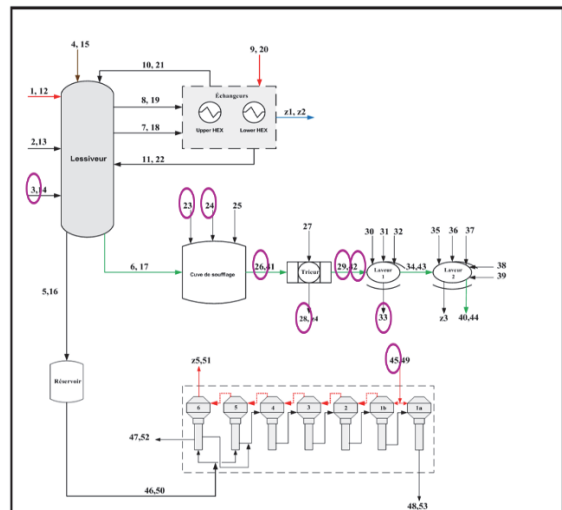 4, 15
9, 20
10, 21
1, 12
Échangeurs
8, 19
z1, z2
Upper HEX
Lower HEX
7, 18
2,13
Lessiveur
11, 22
3,14
23
24
25
27
30
31
32
35
36
37
6, 17
Cuve de soufflage
26,41
Trieur
29,42
Laveur
1
34,43
Laveur
2
38
39
5,16
28, z4
33
z3
40,44
Réservoir
z5,51
45,49
6
5
4
3
2
1b
1a
47,52
46,50
48,53